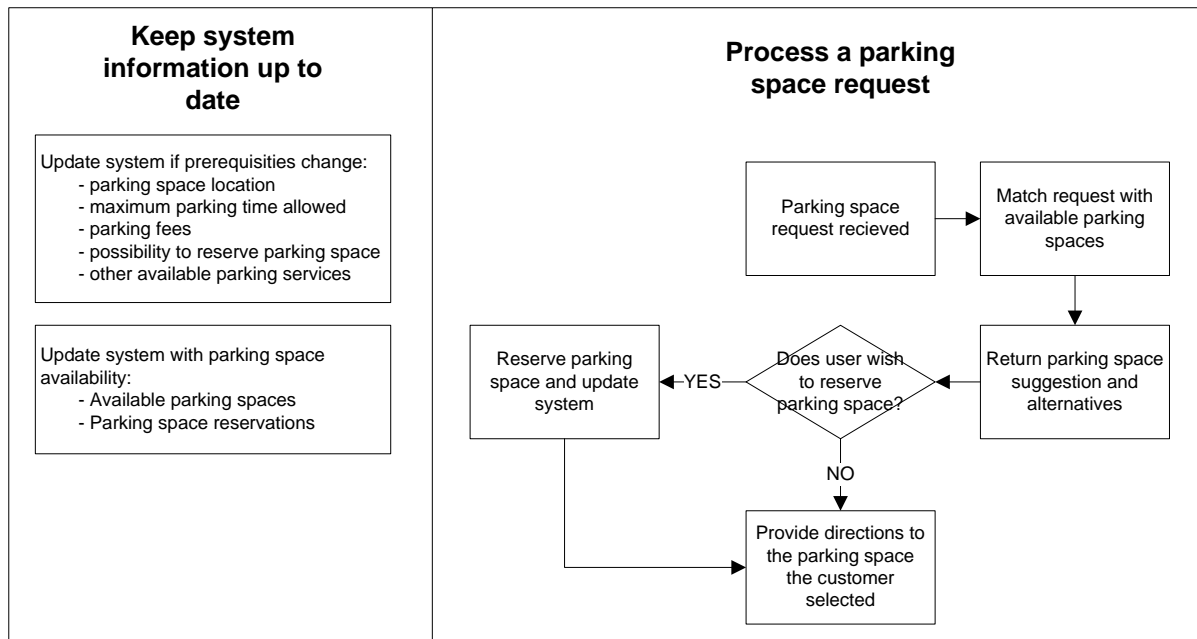 Keep system
information up to
date
Update system if prerequisities change:
- parking space location
- maximum parking time allowed
- parking fees
- possibility to reserve parking space
- other available parking services
Update system with parking space
availability:
- Available parking spaces
- Parking space reservations
Process a parking
space request
Parking space
request recieved
Match request with
available parking
spaces
Return parking space
suggestion and
alternatives
Does user wish
to reserve
parking space?
YES
Reserve parking
space and update
system
NO
Provide directions to
the parking space
the customer
selected